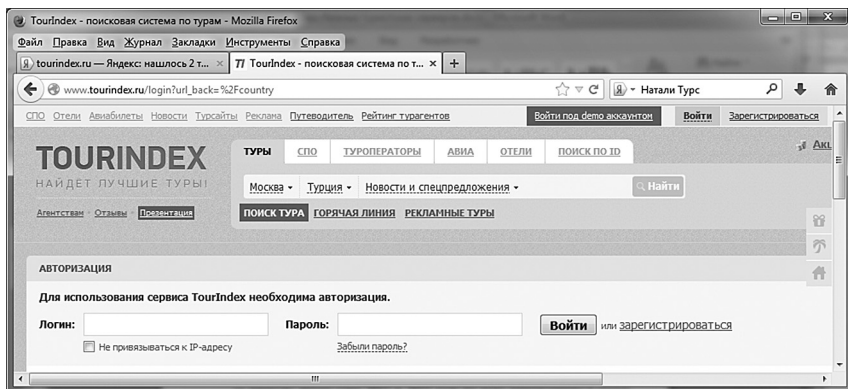 TourIndex - поисковая система по турам - Mozilla Firefox
Файл Правка Вид Журнал Закладки Инструменты Справка
Я tourindex.ru — Яндекс: нашлось 2 т... × TI TourIndex - поисковая система по т... × +
www.tourindex.ru/login?url_back=%2Fcountry Я Натали Турс
СПО Отели Авиабилеты Новости Турсайты Реклама Путеводитель Рейтинг турагентов Войти под demo аккаунтом Войти Зарегистрироваться
TOURINDEX ТУРЫ СПО ТУРОПЕРАТОРЫ АВИА ОТЕЛИ ПОИСК ПО ID
НАЙДЁТ ЛУЧШИЕ ТУРЫ! Москва Турция Новости и спецпредложения Найти
Агентствам Отзывы Презентация ПОИСК ТУРА ГОРЯЧАЯ ЛИНИЯ РЕКЛАМНЫЕ ТУРЫ
АВТОРИЗАЦИЯ
Для использования сервиса TourIndex необходима авторизация.
Логин: Пароль: Войти или зарегистрироваться
Не привязываться к IP-адресу Забыли пароль?